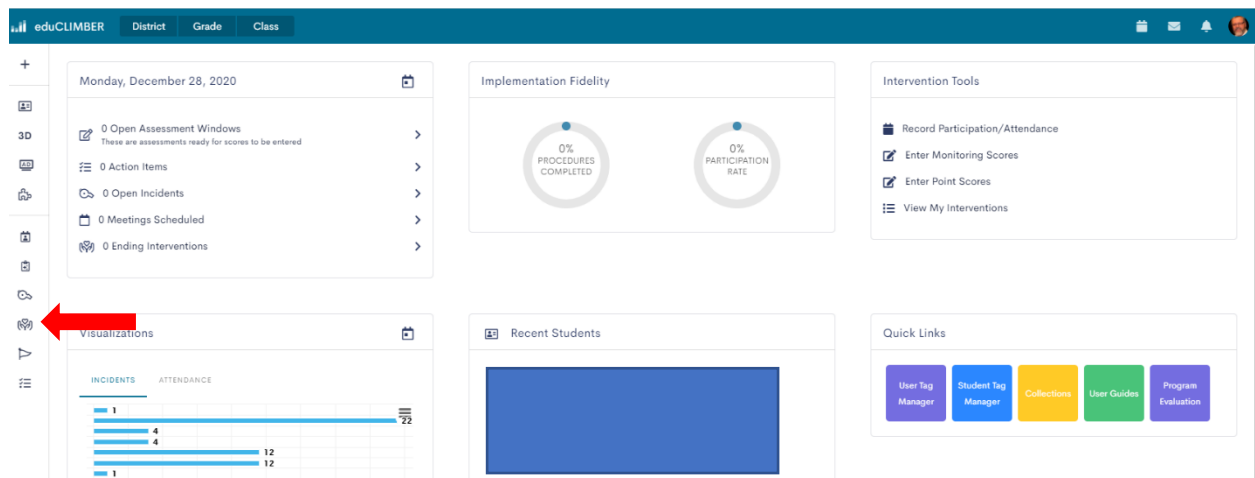 eduCLIMBER District Grade Class
3D
AD
Monday, December 28, 2020
0 Open Assessment Windows
These are assessments ready for scores to be entered
0 Action Items
0 Open Incidents
0 Meetings Scheduled
0 Ending Interventions
Implementation Fidelity
0%
PROCEDURES
COMPLETED
0%
PARTICIPATION
RATE
Intervention Tools
Record Participation/Attendance
Enter Monitoring Scores
Enter Point Scores
View My Interventions
Visualizations
INCIDENTS ATTENDANCE
1
22
4
4
12
12
1
Recent Students
Quick Links
User Tag
Manager
Student Tag
Manager
Collections
User Guides
Program
Evaluation